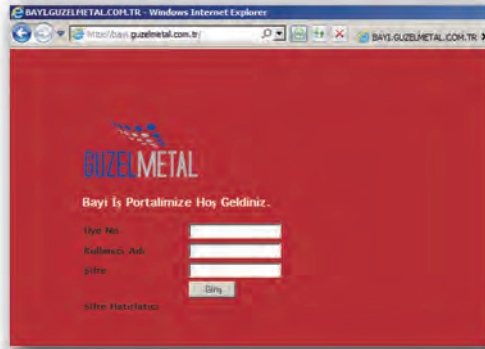 BAYI.GUZELMETAL.COM.TR - Windows Internet Explorer
http://bayi.guzelmetal.com.tr/
BAYI.GUZELMETAL.COM.TR
GUZELMETAL
Bayi İş Portalimize Hoş Geldiniz.
Üye No
Kullanıcı Adı
Şifre
Giriş
Şifre Hatırlatıcı